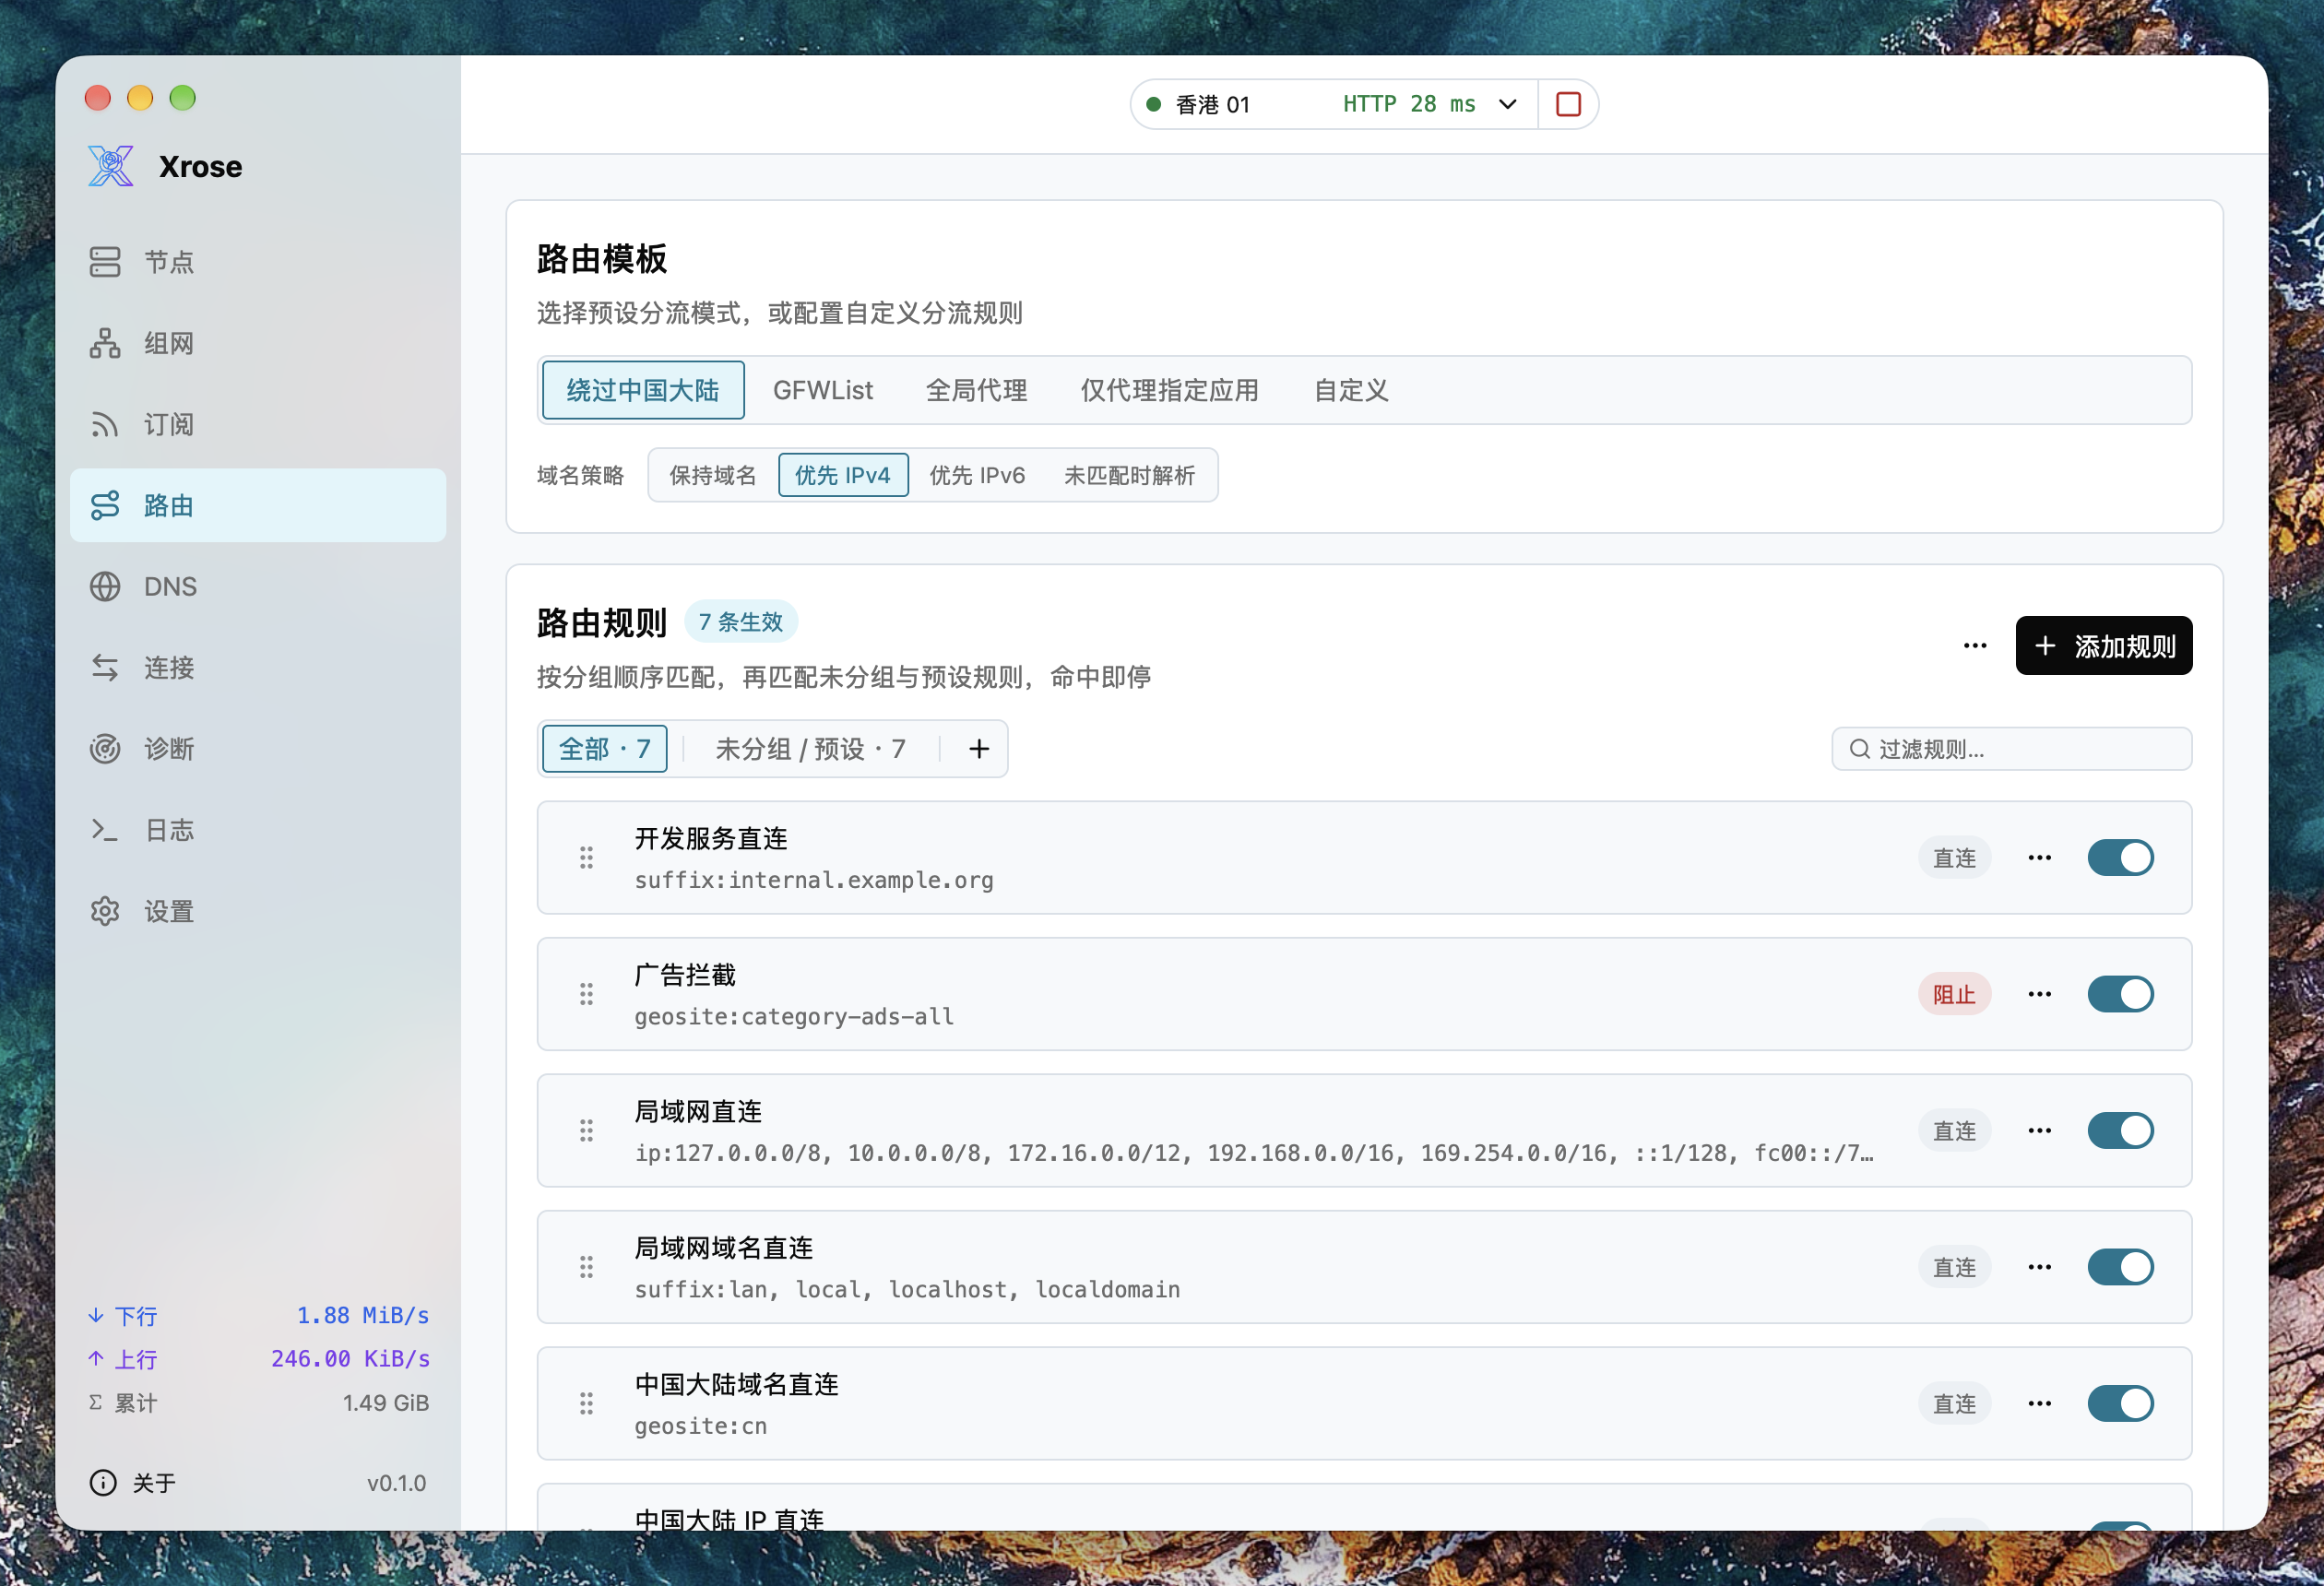 香港 01
HTTP 28 ms
Xrose
节点
组网
订阅
路由
DNS
连接
诊断
日志
设置
下行 1.88 MiB/s
上行 246.00 KiB/s
Σ 累计 1.49 GiB
关于 v0.1.0
路由模板
选择预设分流模式，或配置自定义分流规则
绕过中国大陆 GFWList 全局代理 仅代理指定应用 自定义
域名策略 保持域名 优先 IPv4 优先 IPv6 未匹配时解析
路由规则 7 条生效
按分组顺序匹配，再匹配未分组与预设规则，命中即停
添加规则
全部 · 7 未分组 / 预设 · 7
过滤规则...
开发服务直连
suffix:internal.example.org
直连
广告拦截
geosite:category-ads-all
阻止
局域网直连
ip:127.0.0.0/8, 10.0.0.0/8, 172.16.0.0/12, 192.168.0.0/16, 169.254.0.0/16, ::1/128, fc00::/7…
直连
局域网域名直连
suffix:lan, local, localhost, localdomain
直连
中国大陆域名直连
geosite:cn
直连
中国大陆 IP 直连